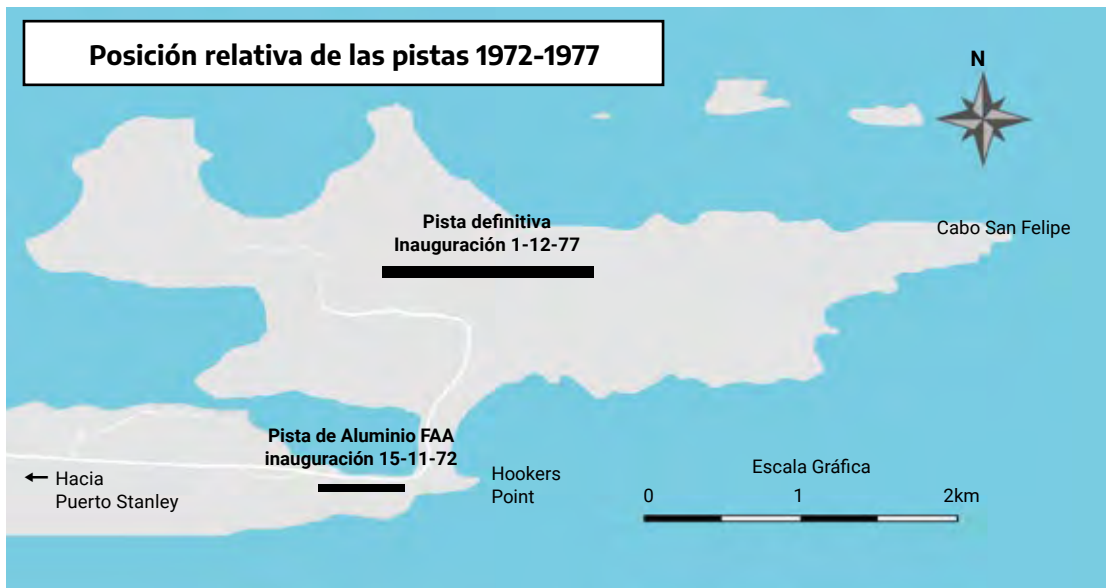 Posición relativa de las pistas 1972-1977
N
Pista definitiva
Inauguración 1-12-77
Cabo San Felipe
Pista de Aluminio FAA
inauguración 15-11-72
Hacia
Puerto Stanley
Hookers
Point
Escala Gráfica
0 1 2km